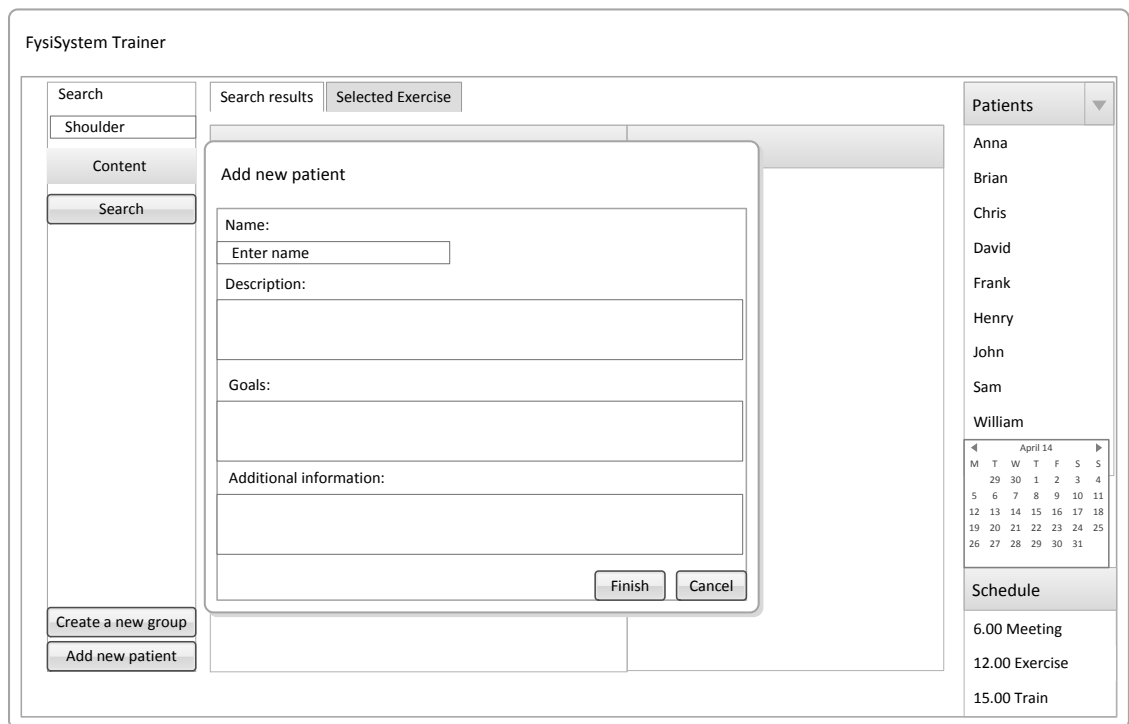 FysiSystem Trainer
Search
Shoulder
Content
Search
Create a new group
Add new patient
Search results
Selected Exercise
Add new patient
Name:
Enter name
Description:
Goals:
Additional information:
Finish
Cancel
Patients
Anna
Brian
Chris
David
Frank
Henry
John
Sam
William
April 14
M T W T F S S
29 30 1 2 3 4
5 6 7 8 9 10 11
12 13 14 15 16 17 18
19 20 21 22 23 24 25
26 27 28 29 30 31
Schedule
6.00 Meeting
12.00 Exercise
15.00 Train